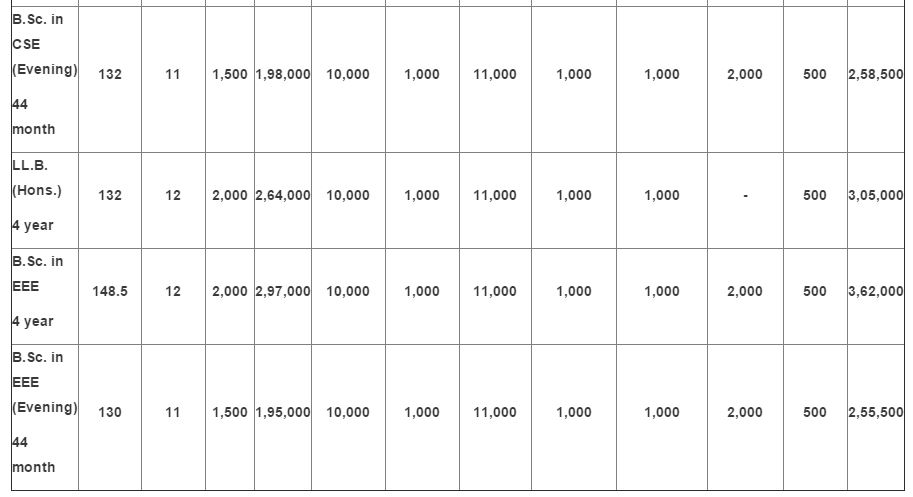 B.Sc. in
CSE
(Evening)
44
month
132 11 1,500 1,98,000 10,000 1,000 11,000 1,000 1,000 2,000 500 2,58,500
LL.B.
(Hons.)
4 year
132 12 2,000 2,64,000 10,000 1,000 11,000 1,000 1,000 - 500 3,05,000
B.Sc. in
EEE
4 year
148.5 12 2,000 2,97,000 10,000 1,000 11,000 1,000 1,000 2,000 500 3,62,000
B.Sc. in
EEE
(Evening)
44
month
130 11 1,500 1,95,000 10,000 1,000 11,000 1,000 1,000 2,000 500 2,55,500